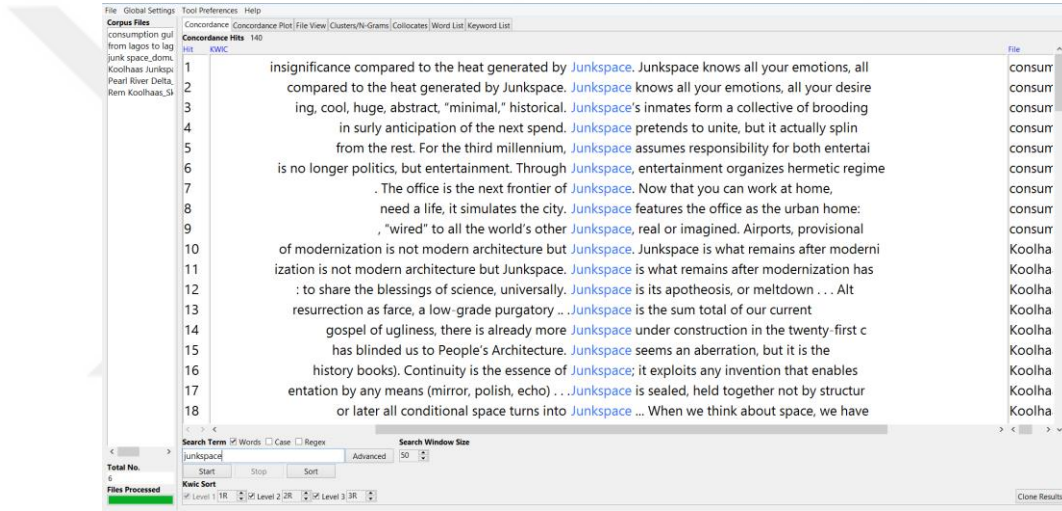 File Global Settings Tool Preferences Help
Corpus Files
consumption gul
from lagos to lag
junk space_domu
Koolhaas Junkspa
Pearl River Delta_
Rem Koolhaas_Sk
Concordance Concordance Plot File View Clusters/N-Grams Collocates Word List Keyword List
Concordance Hits 140
Hit KWIC File
1 insignificance compared to the heat generated by Junkspace. Junkspace knows all your emotions, all consum
2 compared to the heat generated by Junkspace. Junkspace knows all your emotions, all your desire consum
3 ing, cool, huge, abstract, “minimal,” historical. Junkspace’s inmates form a collective of brooding consum
4 in surly anticipation of the next spend. Junkspace pretends to unite, but it actually splin consum
5 from the rest. For the third millennium, Junkspace assumes responsibility for both entertai consum
6 is no longer politics, but entertainment. Through Junkspace, entertainment organizes hermetic regime consum
7 . The office is the next frontier of Junkspace. Now that you can work at home, consum
8 need a life, it simulates the city. Junkspace features the office as the urban home: consum
9 , “wired” to all the world’s other Junkspace, real or imagined. Airports, provisional consum
10 of modernization is not modern architecture but Junkspace. Junkspace is what remains after moderni Koolha
11 ization is not modern architecture but Junkspace. Junkspace is what remains after modernization has Koolha
12 : to share the blessings of science, universally. Junkspace is its apotheosis, or meltdown . . . Alt Koolha
13 resurrection as farce, a low-grade purgatory .. .Junkspace is the sum total of our current Koolha
14 gospel of ugliness, there is already more Junkspace under construction in the twenty-first c Koolha
15 has blinded us to People’s Architecture. Junkspace seems an aberration, but it is the Koolha
16 history books). Continuity is the essence of Junkspace; it exploits any invention that enables Koolha
17 entation by any means (mirror, polish, echo) . . .Junkspace is sealed, held together not by structur Koolha
18 or later all conditional space turns into Junkspace ... When we think about space, we have Koolha
Search Term Words Case Regex Search Window Size
junkspace Advanced 50
Start Stop Sort
Total No.
6
Files Processed
Kwic Sort
Level 1 1R Level 2 2R Level 3 3R Clone Results